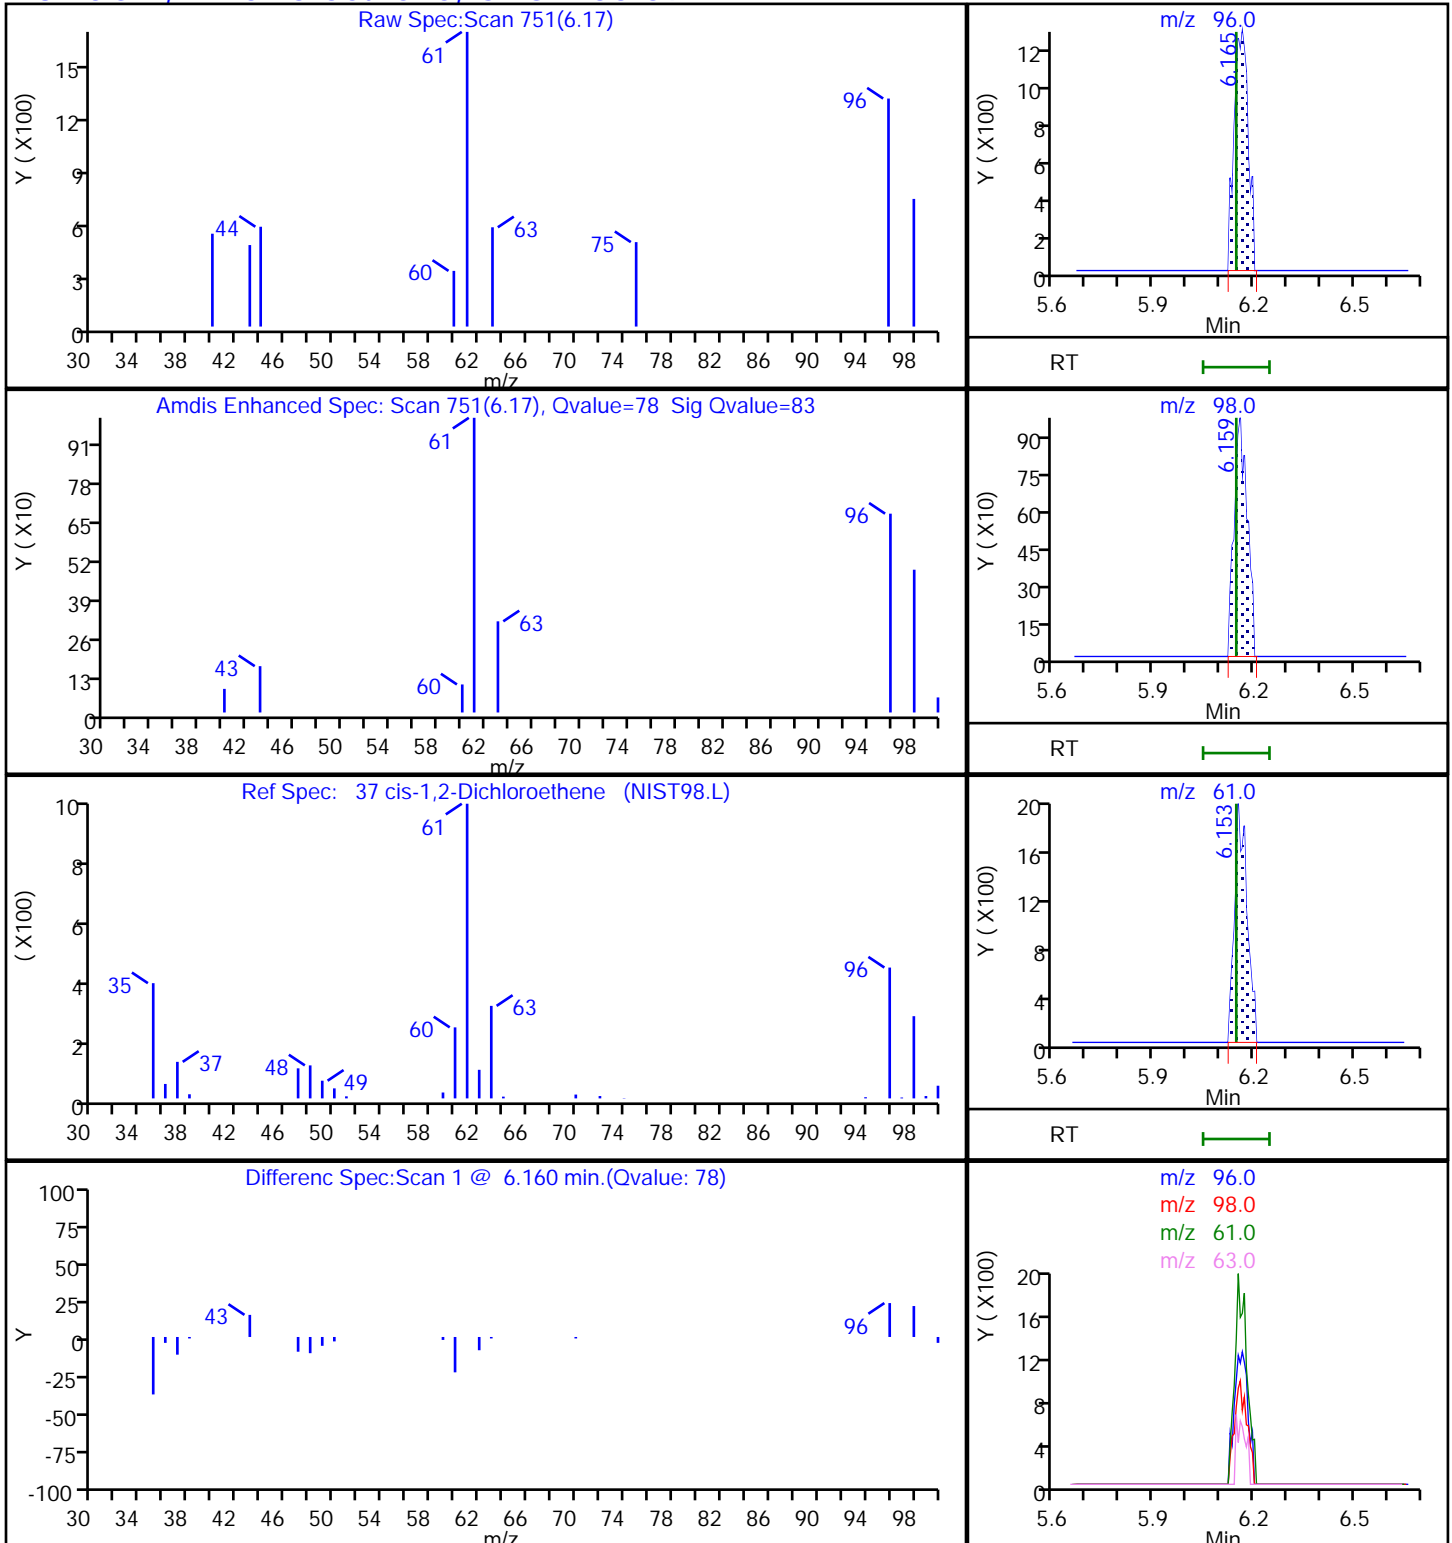 Raw Spec:Scan 751(6.17)
61
96
44
63
75
60
Y ( X100)
15
12
9
6
3
0
30 34 38 42 46 50 54 58 62 66 70 74 78 82 86 90 94 98
m/z
m/z 96.0
6.165
Y ( X100)
12
10
8
6
4
2
0
5.6 5.9 6.2 6.5
Min
RT
Amdis Enhanced Spec: Scan 751(6.17), Qvalue=78 Sig Qvalue=83
61
96
63
43
60
Y ( X10)
91
78
65
52
39
26
13
0
30 34 38 42 46 50 54 58 62 66 70 74 78 82 86 90 94 98
m/z
m/z 98.0
6.159
Y ( X10)
90
75
60
45
30
15
0
5.6 5.9 6.2 6.5
Min
RT
Ref Spec: 37 cis-1,2-Dichloroethene (NIST98.L)
61
96
35
63
60
37
48
49
( X100)
10
8
6
4
2
0
30 34 38 42 46 50 54 58 62 66 70 74 78 82 86 90 94 98
m/z 61.0
6.153
Y ( X100)
20
16
12
8
4
0
5.6 5.9 6.2 6.5
Min
RT
Differenc Spec:Scan 1 @ 6.160 min.(Qvalue: 78)
43
96
Y
100
75
50
25
0
-25
-50
-75
-100
30 34 38 42 46 50 54 58 62 66 70 74 78 82 86 90 94 98
m/z
m/z 96.0
m/z 98.0
m/z 61.0
m/z 63.0
Y ( X100)
20
16
12
8
4
0
5.6 5.9 6.2 6.5
Min